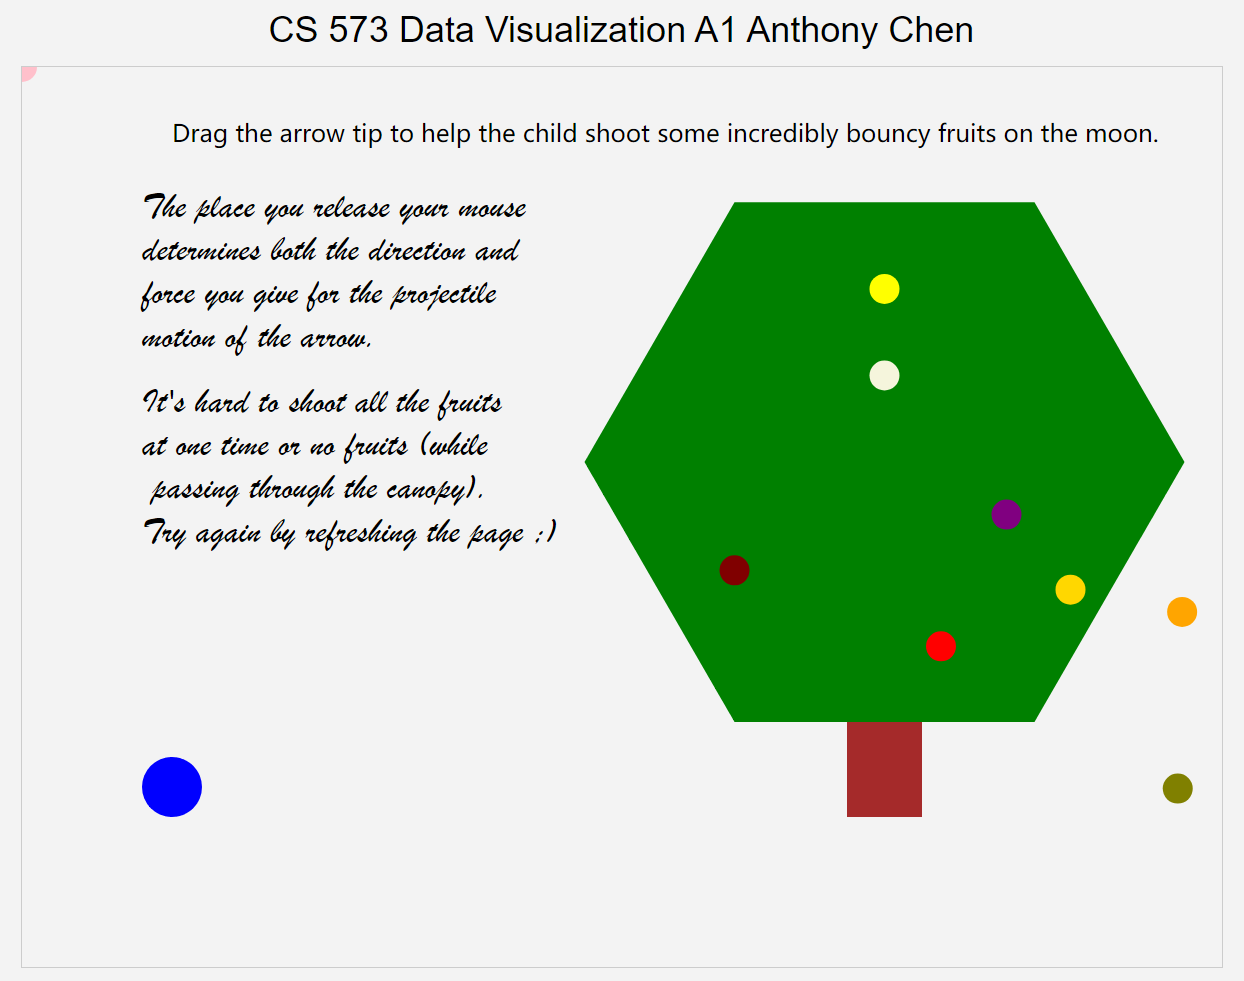 CS 573 Data Visualization A1 Anthony Chen
Drag the arrow tip to help the child shoot some incredibly bouncy fruits on the moon.
The place you release your mouse
determines both the direction and
force you give for the projectile
motion of the arrow.
It's hard to shoot all the fruits
at one time or no fruits (while
passing through the canopy).
Try again by refreshing the page :)